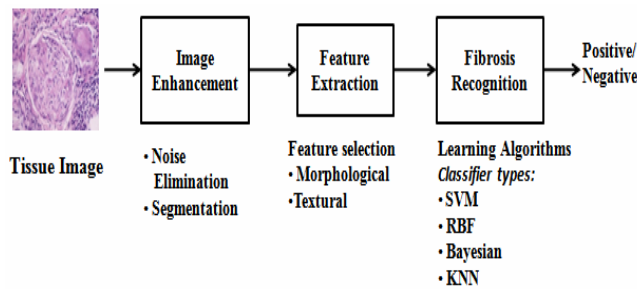 Image
Enhancement
Feature
Extraction
Fibrosis
Recognition
Positive/
Negative
Tissue Image
• Noise
Elimination
• Segmentation
Feature selection
• Morphological
•Textural
Learning Algorithms
Classifier types:
• SVM
• RBF
• Bayesian
• KNN